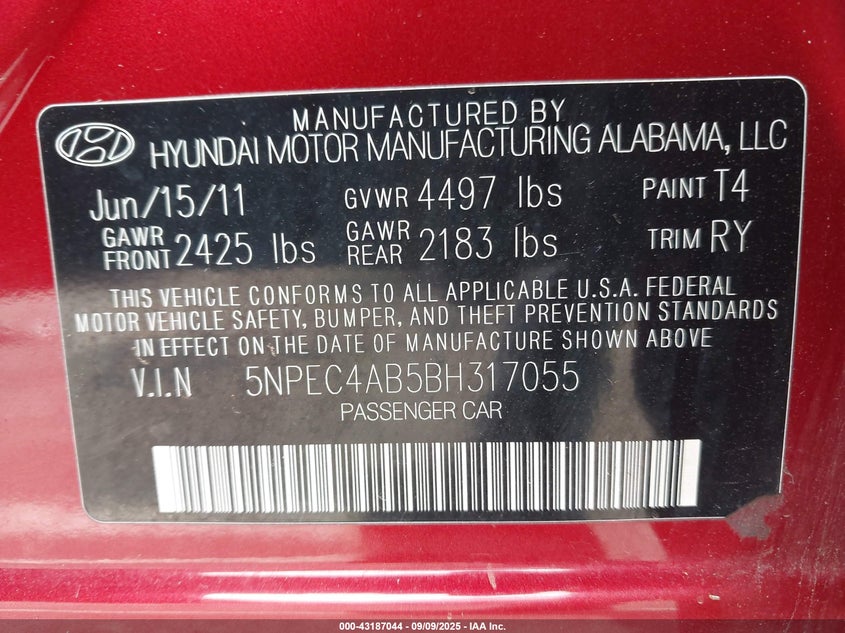 MANUFACTURED BY
HYUNDAI MOTOR MANUFACTURING ALABAMA, LLC
Jun/15/11 GVWR 4497 lbs PAINT T4
GAWR FRONT 2425 lbs GAWR REAR 2183 lbs TRIM RY
THIS VEHICLE CONFORMS TO ALL APPLICABLE U.S.A. FEDERAL
MOTOR VEHICLE SAFETY, BUMPER, AND THEFT PREVENTION STANDARDS
IN EFFECT ON THE DATE OF MANUFACTURE SHOWN ABOVE
V.I.N 5NPEC4AB5BH317055
PASSENGER CAR
000-43187044 - 09/09/2025 - IAA Inc.